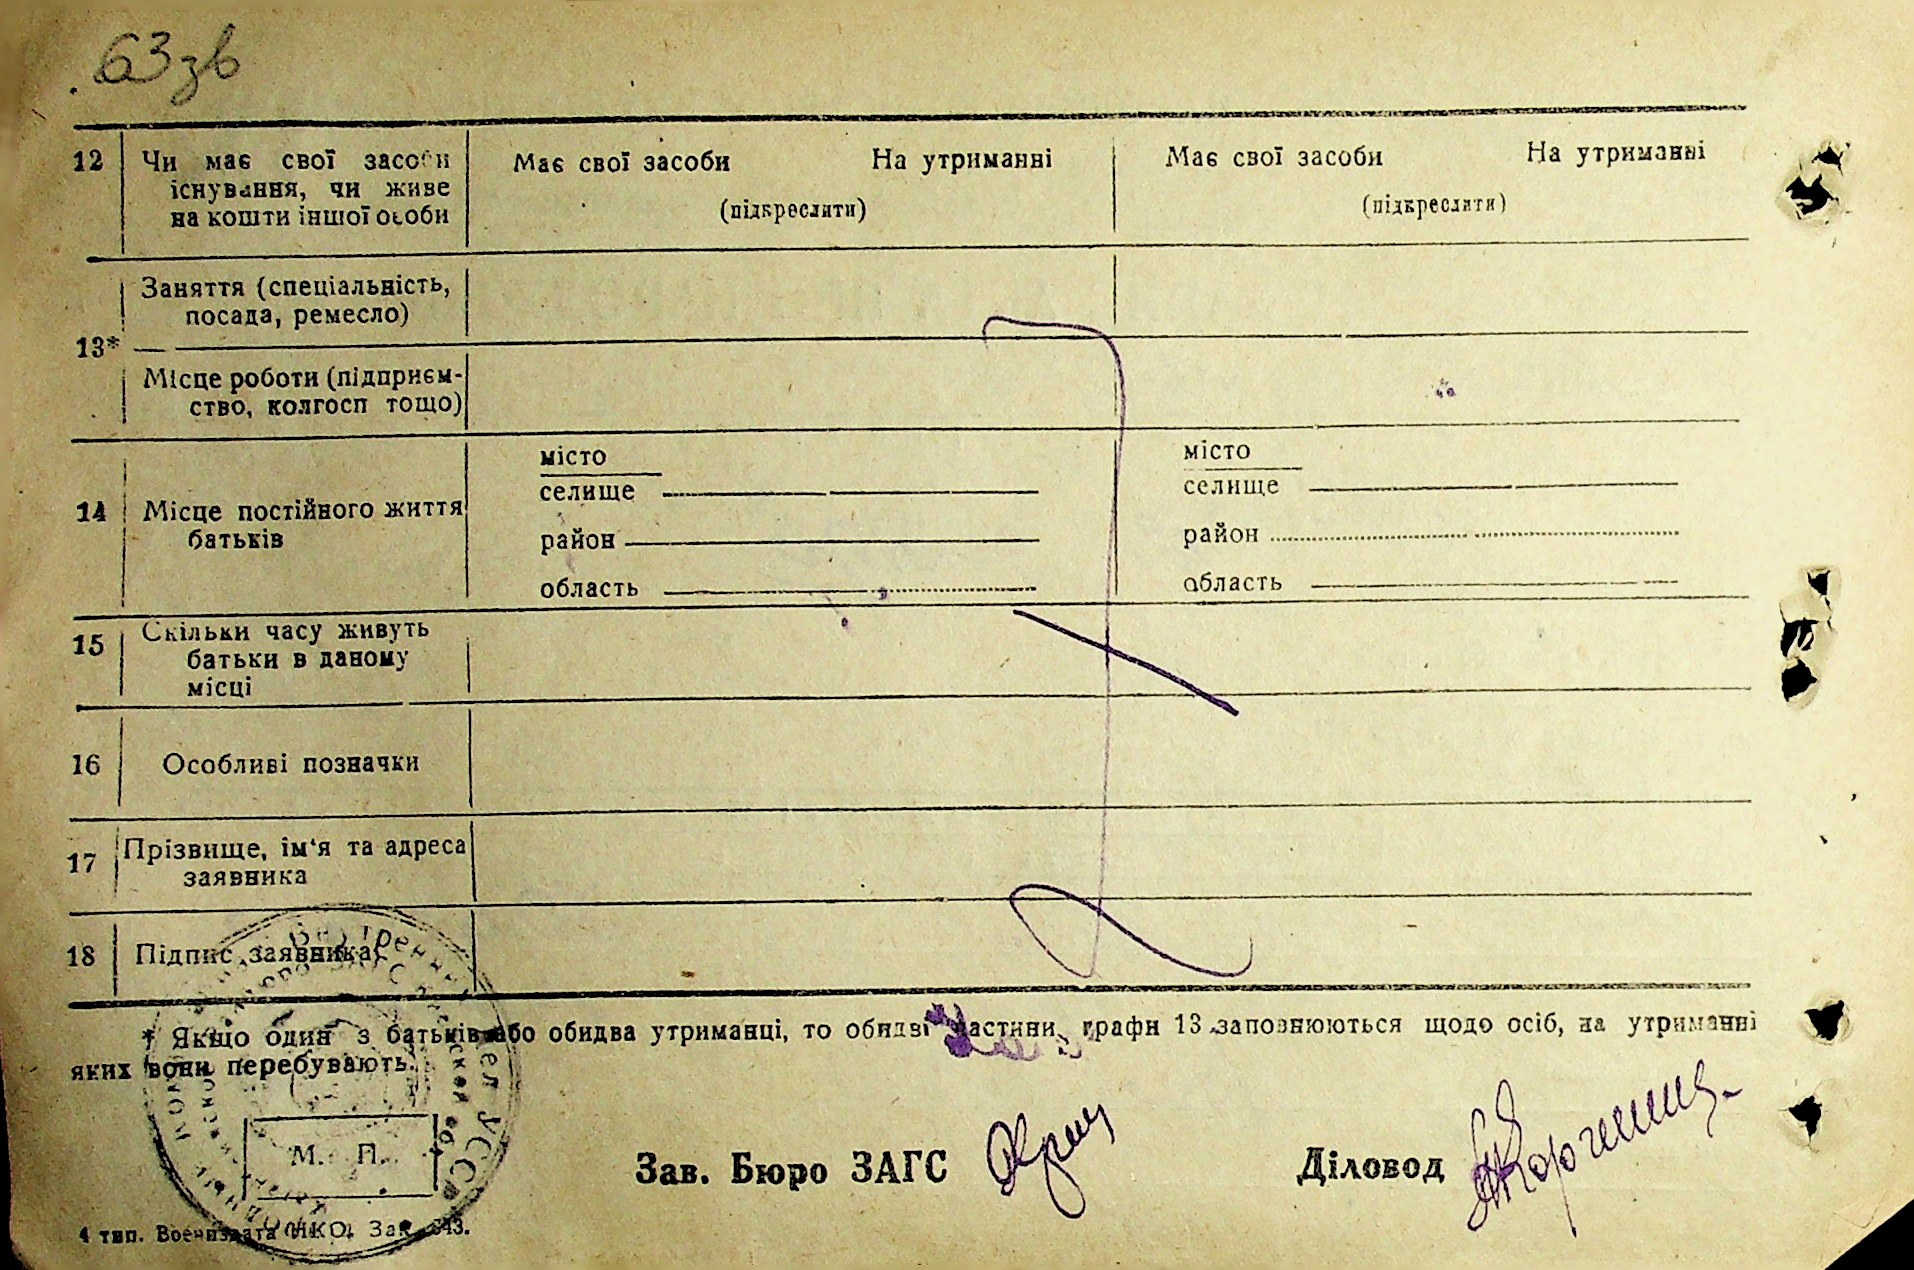 63зв
12 Чи має свої засоби Має свої засоби На утриманні Має свої засоби На утриманні
існування, чи живе
на кошти іншої особи (підкреслити) (підкреслити)
Заняття (спеціальність,
посада, ремесло)
13*
Місце роботи (підприєм-
ство, колгосп тощо)
місто місто
селище селище
14 Місце постійного життя
батьків район район
область область
15 Скільки часу живуть
батьки в даному
місці
16 Особливі позначки
17 Прізвище, ім'я та адреса
заявника
18 Підпис заявника
* Якщо один з батьків або обидва утриманці, то обидві частини графи 13 заповнюються щодо осіб, на утриманні
яких вони перебувають.
М. П.
Зав. Бюро ЗАГС Діловод
4 тип. Воениздата НКО. Зак. 643.